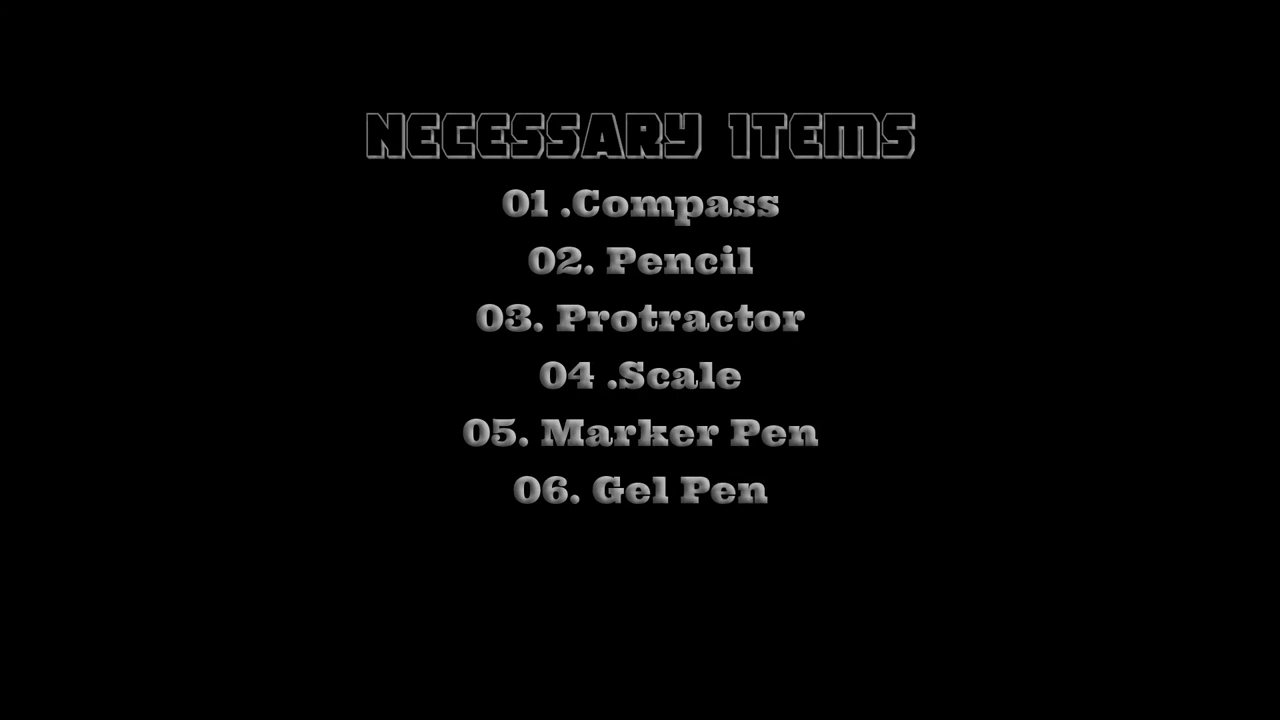 NECESSARY ITEMS
01 .Compass
02. Pencil
03. Protractor
04 .Scale
05. Marker Pen
06. Gel Pen